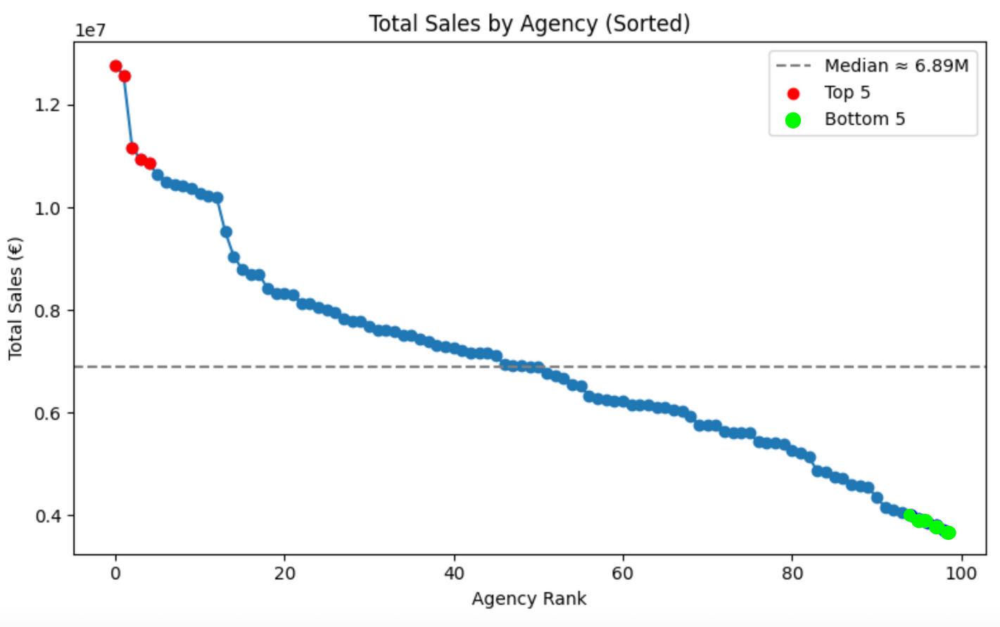 Total Sales by Agency (Sorted)
1e7
Median ≈ 6.89M
Top 5
Bottom 5
1.2
1.0
0.8
0.6
0.4
Total Sales (€)
0 20 40 60 80 100
Agency Rank